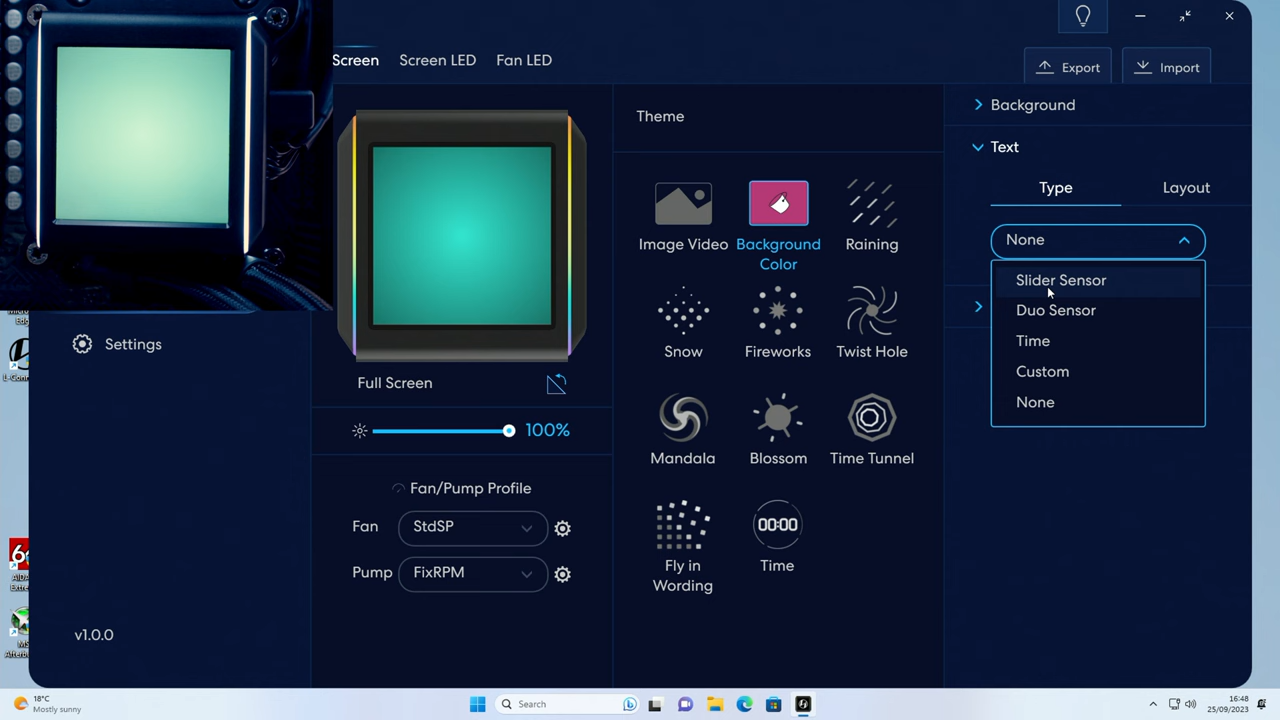 Screen
Screen LED
Fan LED
Export
Import
Background
Text
Type
Layout
None
Slider Sensor
Duo Sensor
Time
Custom
None
Theme
Image Video
Background
Color
Raining
Snow
Fireworks
Twist Hole
Mandala
Blossom
Time Tunnel
Fly in
Wording
00:00
Time
Full Screen
100%
Fan/Pump Profile
Fan
StdSP
Pump
FixRPM
Settings
v1.0.0
Edge
L-Conn
18°C
Mostly sunny
Search
16:48
25/09/2023